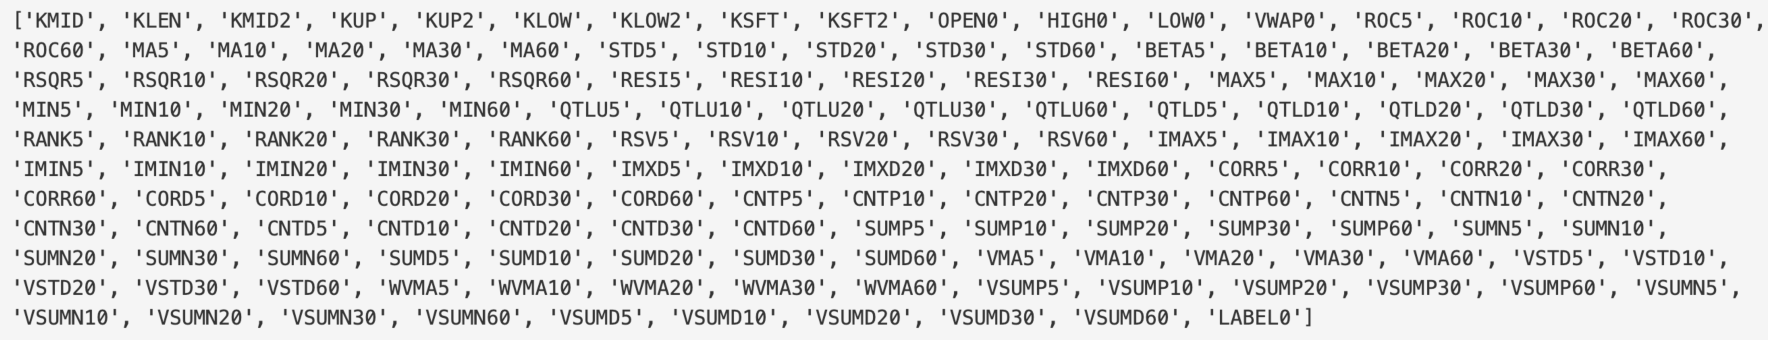 ['KMID', 'KLEN', 'KMID2', 'KUP', 'KUP2', 'KLOW', 'KLOW2', 'KSFT', 'KSFT2', 'OPEN0', 'HIGH0', 'LOW0', 'VWAP0', 'ROC5', 'ROC10', 'ROC20', 'ROC30',
'ROC60', 'MA5', 'MA10', 'MA20', 'MA30', 'MA60', 'STD5', 'STD10', 'STD20', 'STD30', 'STD60', 'BETA5', 'BETA10', 'BETA20', 'BETA30', 'BETA60',
'RSQR5', 'RSQR10', 'RSQR20', 'RSQR30', 'RSQR60', 'RESI5', 'RESI10', 'RESI20', 'RESI30', 'RESI60', 'MAX5', 'MAX10', 'MAX20', 'MAX30', 'MAX60',
'MIN5', 'MIN10', 'MIN20', 'MIN30', 'MIN60', 'QTLU5', 'QTLU10', 'QTLU20', 'QTLU30', 'QTLU60', 'QTLD5', 'QTLD10', 'QTLD20', 'QTLD30', 'QTLD60',
'RANK5', 'RANK10', 'RANK20', 'RANK30', 'RANK60', 'RSV5', 'RSV10', 'RSV20', 'RSV30', 'RSV60', 'IMAX5', 'IMAX10', 'IMAX20', 'IMAX30', 'IMAX60',
'IMIN5', 'IMIN10', 'IMIN20', 'IMIN30', 'IMIN60', 'IMXD5', 'IMXD10', 'IMXD20', 'IMXD30', 'IMXD60', 'CORR5', 'CORR10', 'CORR20', 'CORR30',
'CORR60', 'CORD5', 'CORD10', 'CORD20', 'CORD30', 'CORD60', 'CNTP5', 'CNTP10', 'CNTP20', 'CNTP30', 'CNTP60', 'CNTN5', 'CNTN10', 'CNTN20',
'CNTN30', 'CNTN60', 'CNTD5', 'CNTD10', 'CNTD20', 'CNTD30', 'CNTD60', 'SUMP5', 'SUMP10', 'SUMP20', 'SUMP30', 'SUMP60', 'SUMN5', 'SUMN10',
'SUMN20', 'SUMN30', 'SUMN60', 'SUMD5', 'SUMD10', 'SUMD20', 'SUMD30', 'SUMD60', 'VMA5', 'VMA10', 'VMA20', 'VMA30', 'VMA60', 'VSTD5', 'VSTD10',
'VSTD20', 'VSTD30', 'VSTD60', 'WVMA5', 'WVMA10', 'WVMA20', 'WVMA30', 'WVMA60', 'VSUMP5', 'VSUMP10', 'VSUMP20', 'VSUMP30', 'VSUMP60', 'VSUMN5',
'VSUMN10', 'VSUMN20', 'VSUMN30', 'VSUMN60', 'VSUMD5', 'VSUMD10', 'VSUMD20', 'VSUMD30', 'VSUMD60', 'LABEL0']